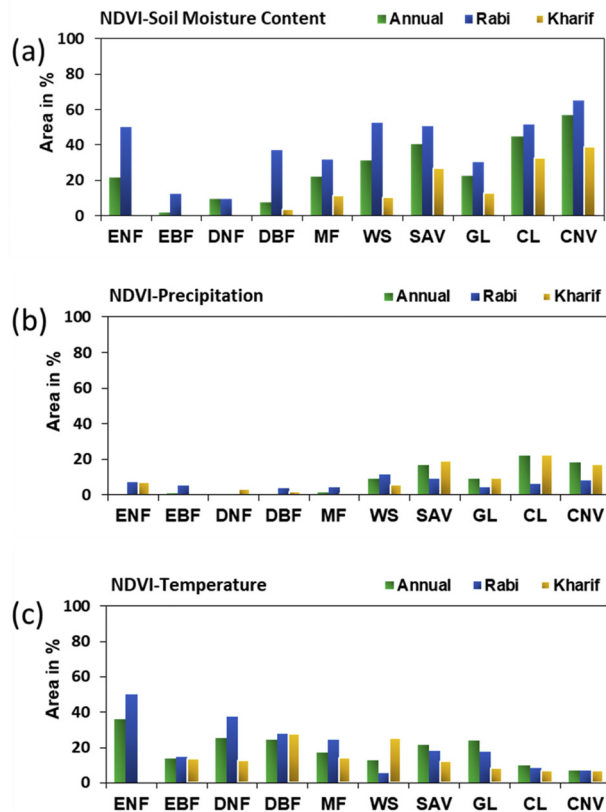 NDVI-Soil Moisture Content
Annual Rabi Kharif
(a)
Area in %
100
80
60
40
20
0
ENF EBF DNF DBF MF WS SAV GL CL CNV
NDVI-Precipitation
Annual Rabi Kharif
(b)
Area in %
100
80
60
40
20
0
ENF EBF DNF DBF MF WS SAV GL CL CNV
NDVI-Temperature
Annual Rabi Kharif
(c)
Area in %
100
80
60
40
20
0
ENF EBF DNF DBF MF WS SAV GL CL CNV